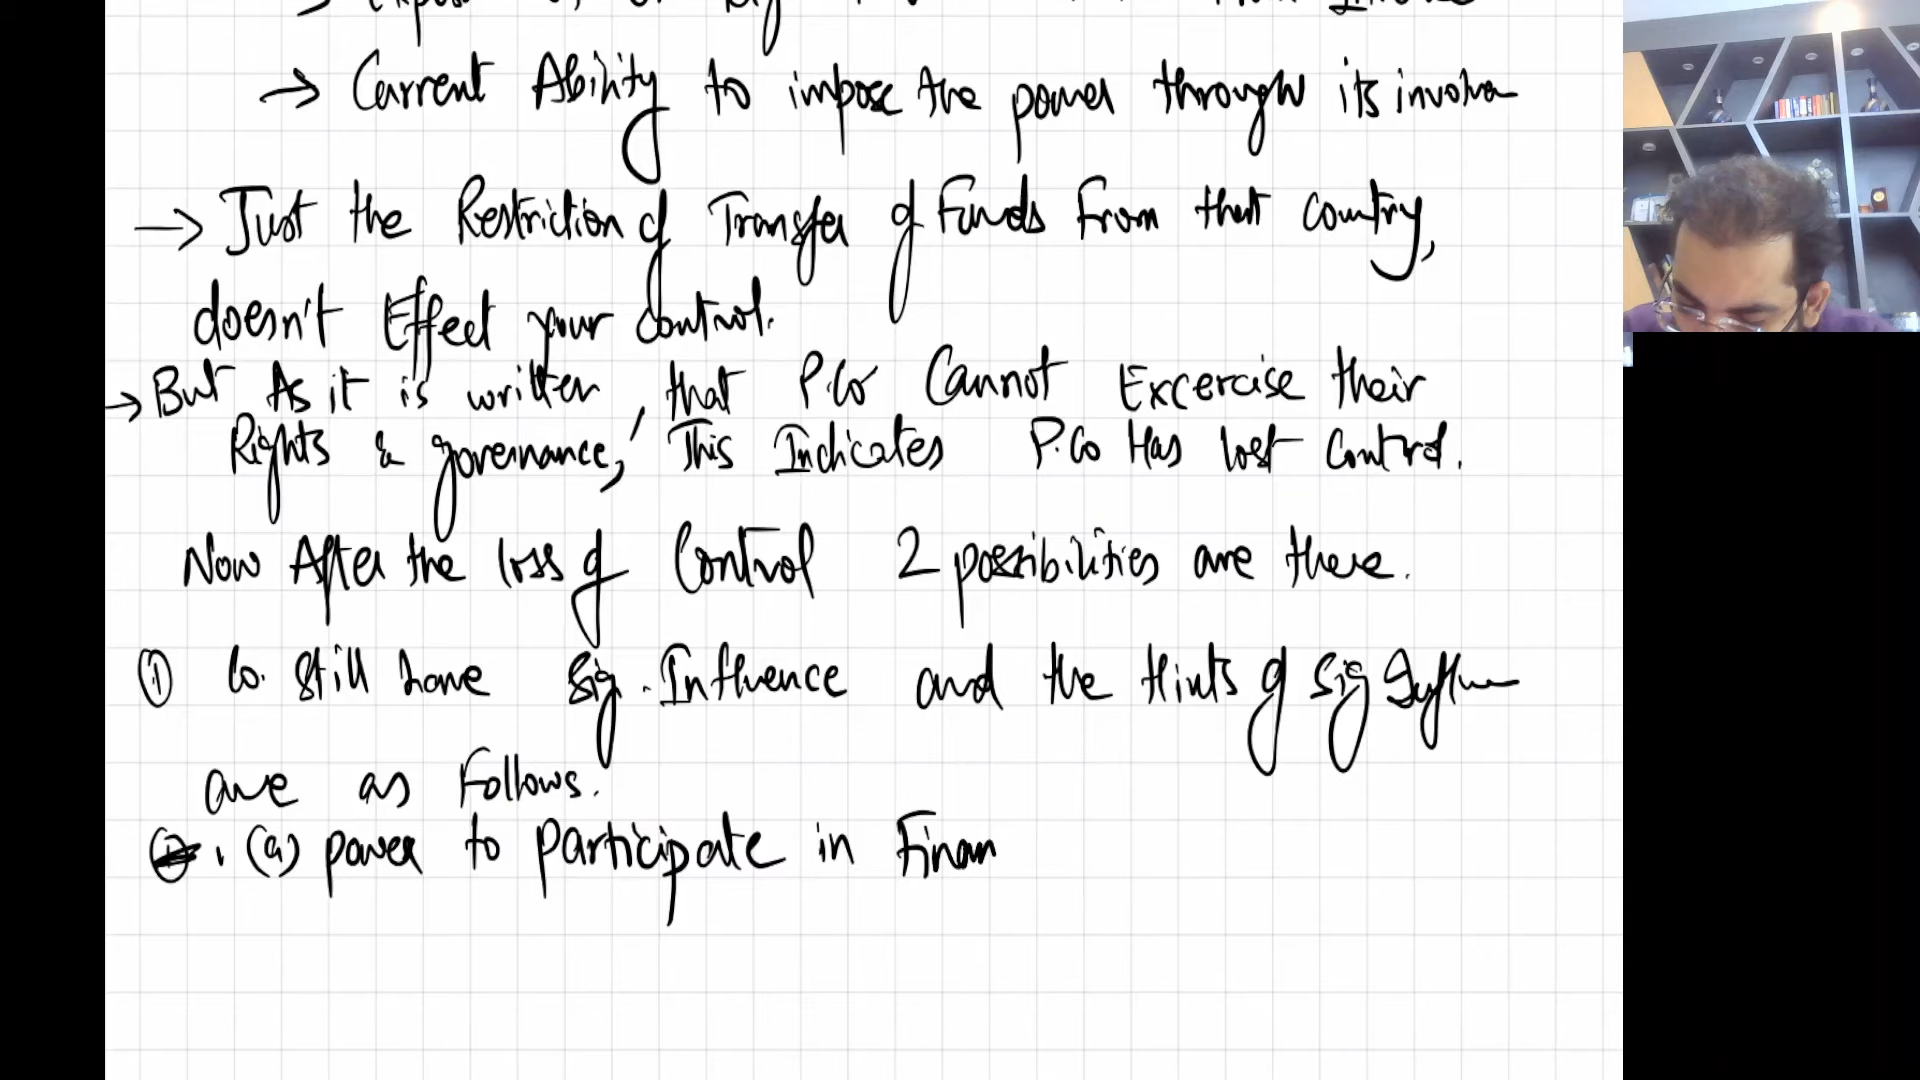 → Current Ability to impose the power through its involve
→ Just the Restriction of Transfer of Funds From that Country,
doesn't Effect your Control.
→ But As it is written, that P.Co Cannot Excercise their
Rights & governance, This Indicates P.Co Has lost Control.
Now After the loss of Control 2 possibilities are there.
① Co. Still have Sig. Influence and the Hints of Sig Influe
are as Follows.
(a) power to participate in Finan